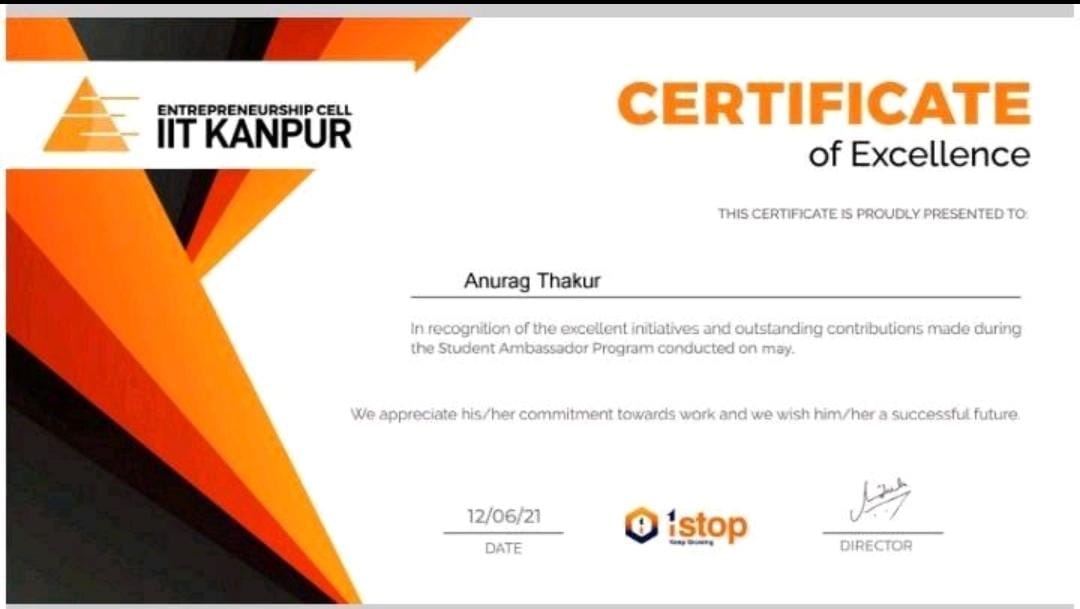 ENTREPRENEURSHIP CELL
IIT KANPUR
CERTIFICATE
of Excellence
THIS CERTIFICATE IS PROUDLY PRESENTED TO:
Anurag Thakur
In recognition of the excellent initiatives and outstanding contributions made during
the Student Ambassador Program conducted on may.
We appreciate his/her commitment towards work and we wish him/her a successful future.
12/06/21
DATE
1stop
Keep Growing
DIRECTOR